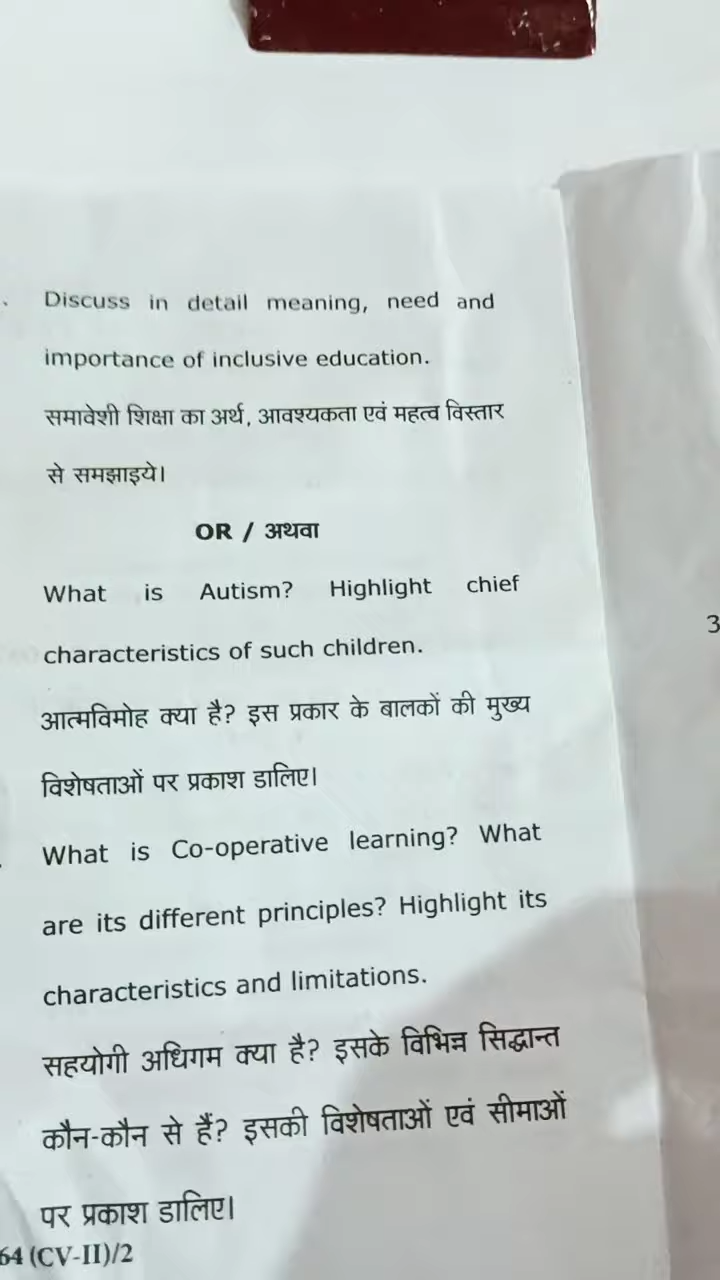 Discuss in detail meaning, need and
importance of inclusive education.
समावेशी शिक्षा का अर्थ, आवश्यकता एवं महत्व विस्तार
से समझाइये।
OR / अथवा
What is Autism? Highlight chief
characteristics of such children.
आत्मविमोह क्या है? इस प्रकार के बालकों की मुख्य
विशेषताओं पर प्रकाश डालिए।
What is Co-operative learning? What
are its different principles? Highlight its
characteristics and limitations.
सहयोगी अधिगम क्या है? इसके विभिन्न सिद्धान्त
कौन-कौन से हैं? इसकी विशेषताओं एवं सीमाओं
पर प्रकाश डालिए।
64 (CV-II)/2
3